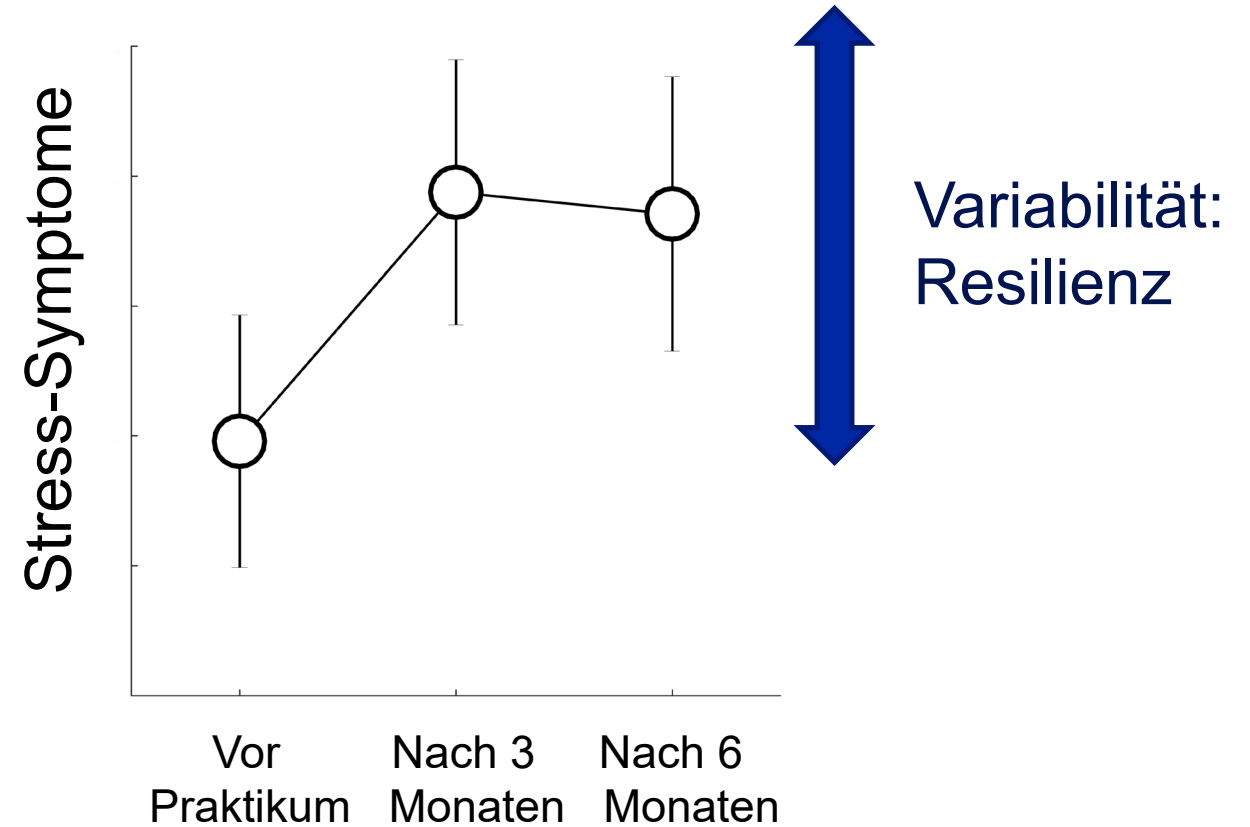 Stress-Symptome
Variabilität:
Resilienz
Vor
Praktikum
Nach 3
Monaten
Nach 6
Monaten